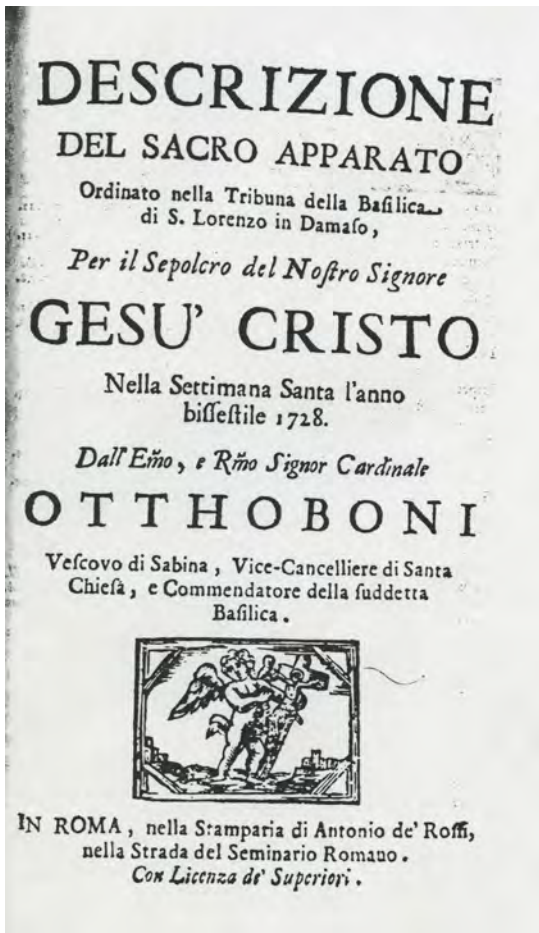 DESCRIZIONE
DEL SACRO APPARATO
Ordinato nella Tribuna della Baſilica
di S. Lorenzo in Damaſo,
Per il Sepolcro del Noſtro Signore
GESU' CRISTO
Nella Settimana Santa l'anno
biſſeſtile 1728.
Dall'Em̃o, e Rm̃o Signor Cardinale
OTTHOBONI
Veſcovo di Sabina, Vice-Cancelliere di Santa
Chieſa, e Commendatore della ſuddetta
Baſilica.
IN ROMA, nella Stamparia di Antonio de' Roſſi,
nella Strada del Seminario Romano.
Con Licenza de' Superiori.